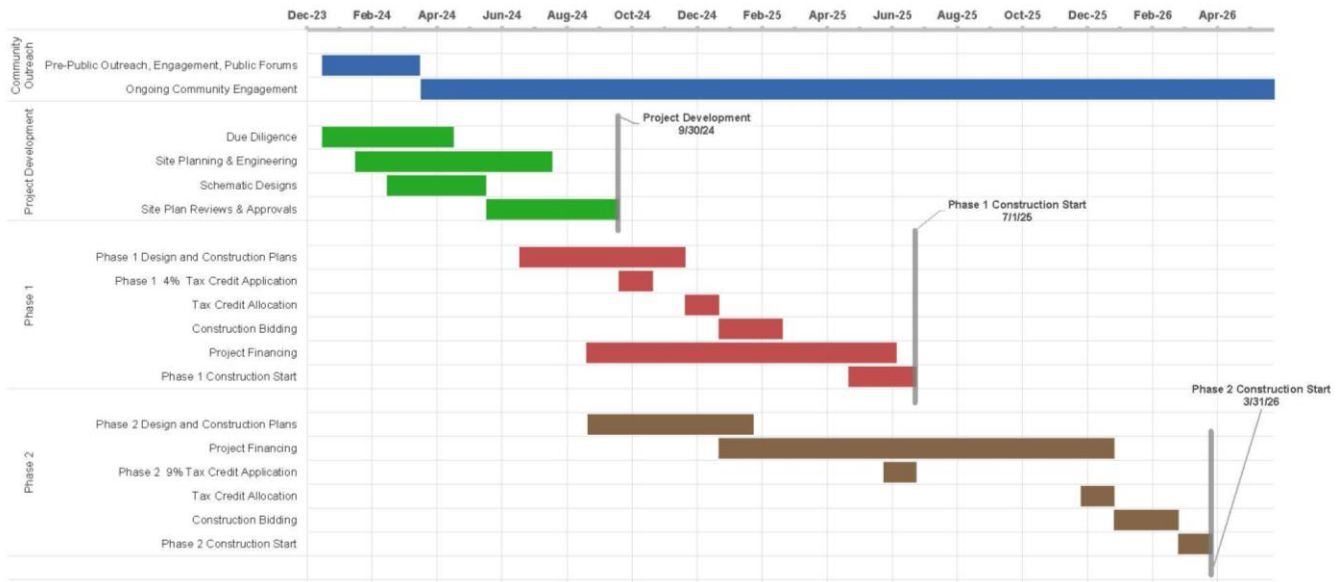 Dec-23 Feb-24 Apr-24 Jun-24 Aug-24 Oct-24 Dec-24 Feb-25 Apr-25 Jun-25 Aug-25 Oct-25 Dec-25 Feb-26 Apr-26
Community
Outreach
Pre-Public Outreach, Engagement, Public Forums
Ongoing Community Engagement
Project Development
Project Development
9/30/24
Due Diligence
Site Planning & Engineering
Schematic Designs
Site Plan Reviews & Approvals
Phase 1 Construction Start
7/1/25
Phase 1
Phase 1 Design and Construction Plans
Phase 1 4% Tax Credit Application
Tax Credit Allocation
Construction Bidding
Project Financing
Phase 1 Construction Start
Phase 2 Construction Start
3/31/26
Phase 2
Phase 2 Design and Construction Plans
Project Financing
Phase 2 9% Tax Credit Application
Tax Credit Allocation
Construction Bidding
Phase 2 Construction Start